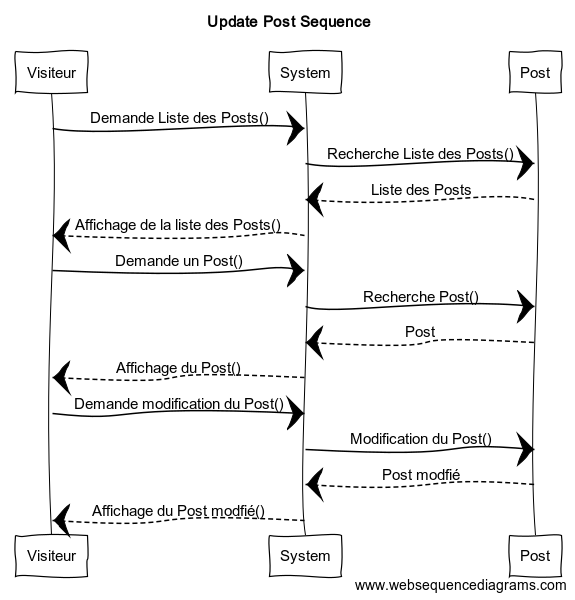 Update Post Sequence
Visiteur System Post
Demande Liste des Posts()
Recherche Liste des Posts()
Liste des Posts
Affichage de la liste des Posts()
Demande un Post()
Recherche Post()
Post
Affichage du Post()
Demande modification du Post()
Modification du Post()
Post modfié
Affichage du Post modfié()
Visiteur System Post
www.websequencediagrams.com